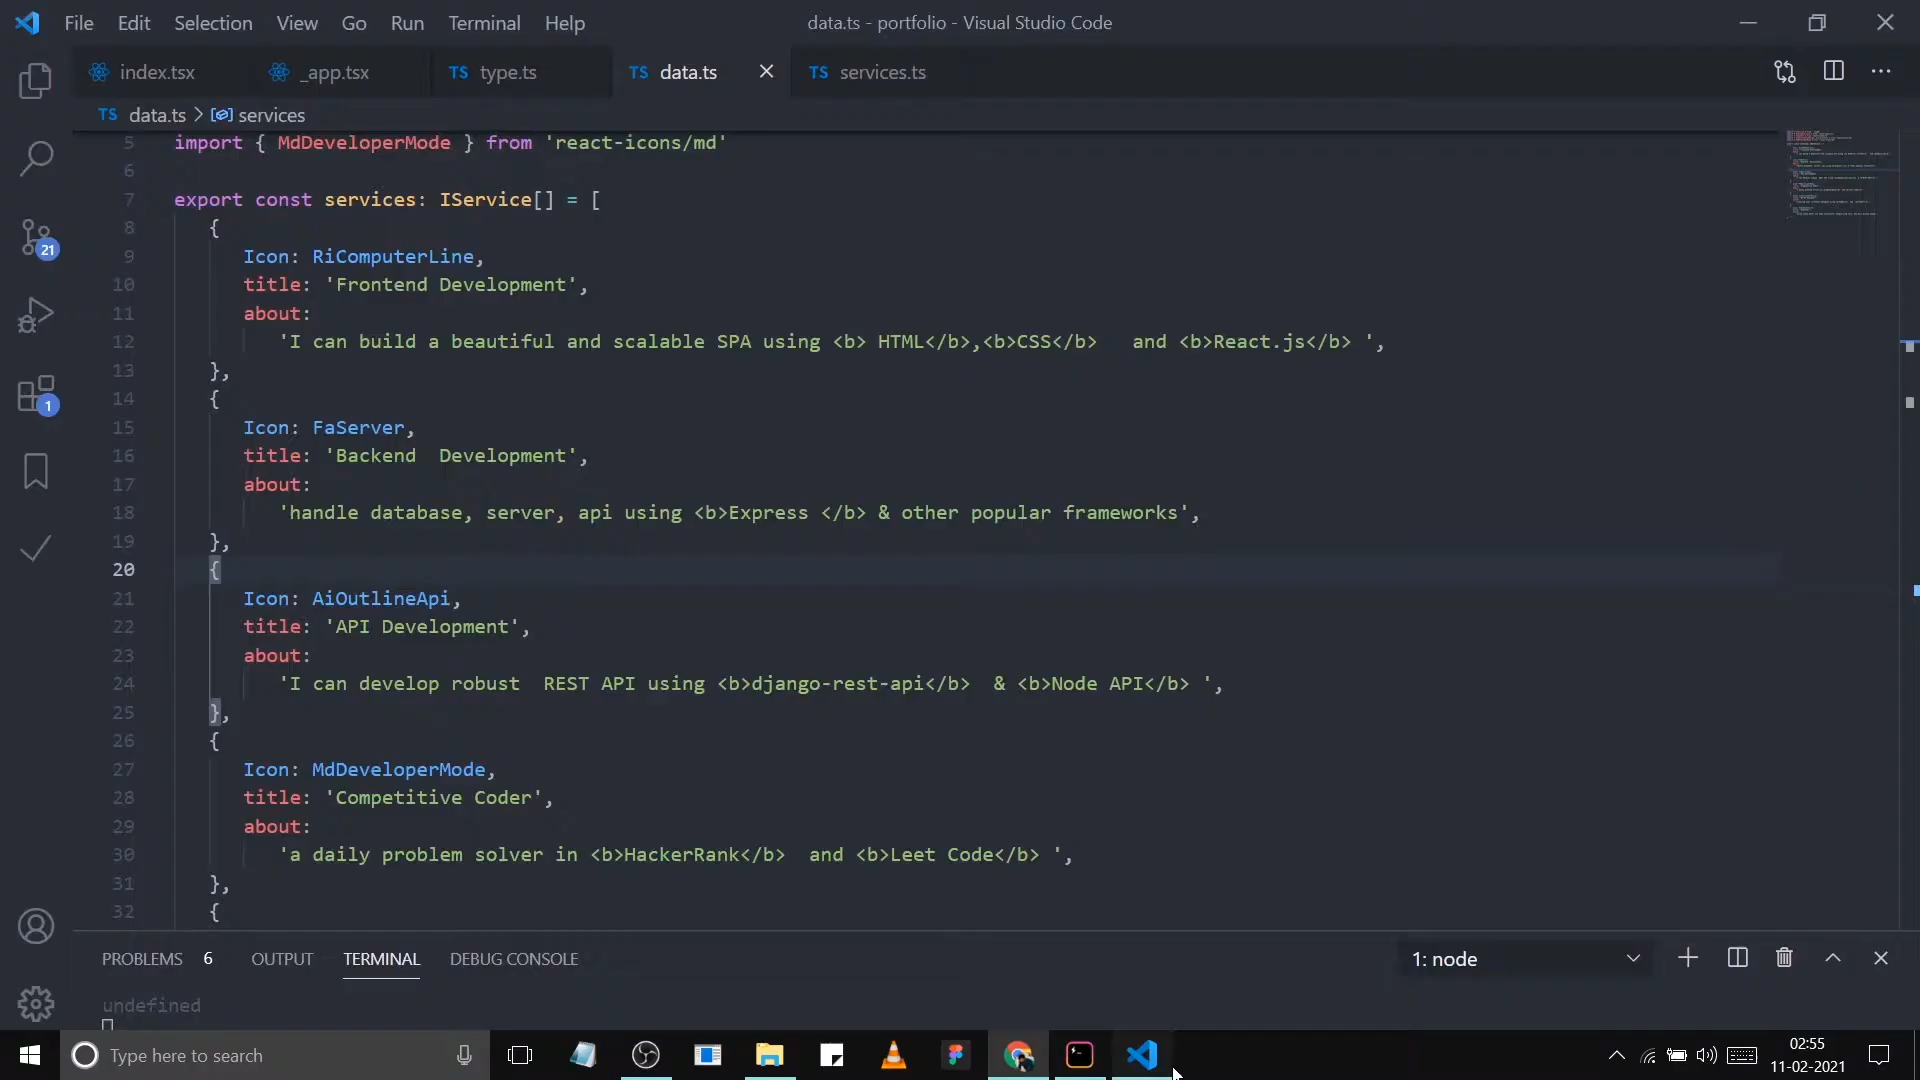 File Edit Selection View Go Run Terminal Help data.ts - portfolio - Visual Studio Code
index.tsx _app.tsx TS type.ts TS data.ts TS services.ts
TS data.ts > services
5 import { MdDeveloperMode } from 'react-icons/md'
6
7 export const services: IService[] = [
8 {
9 Icon: RiComputerLine,
10 title: 'Frontend Development',
11 about:
12 'I can build a beautiful and scalable SPA using <b> HTML</b>,<b>CSS</b>   and <b>React.js</b> ',
13 },
14 {
15 Icon: FaServer,
16 title: 'Backend  Development',
17 about:
18 'handle database, server, api using <b>Express </b> & other popular frameworks',
19 },
20 {
21 Icon: AiOutlineApi,
22 title: 'API Development',
23 about:
24 'I can develop robust  REST API using <b>django-rest-api</b>  & <b>Node API</b> ',
25 },
26 {
27 Icon: MdDeveloperMode,
28 title: 'Competitive Coder',
29 about:
30 'a daily problem solver in <b>HackerRank</b>  and <b>Leet Code</b> ',
31 },
32 {
21
1
PROBLEMS 6 OUTPUT TERMINAL DEBUG CONSOLE 1: node
undefined
Type here to search
02:55
11-02-2021